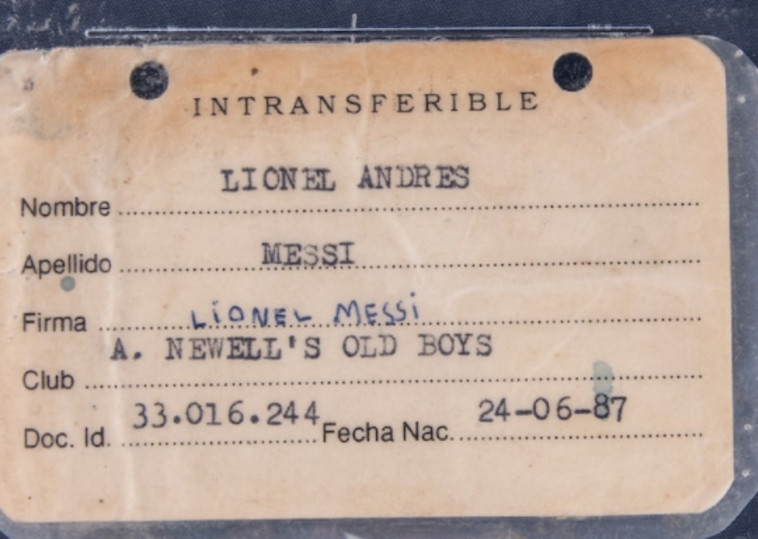 INTRANSFERIBLE
Nombre LIONEL ANDRES
Apellido MESSI
Firma LIONEL MESSI
Club A. NEWELL'S OLD BOYS
Doc. Id. 33.016.244 Fecha Nac. 24-06-87